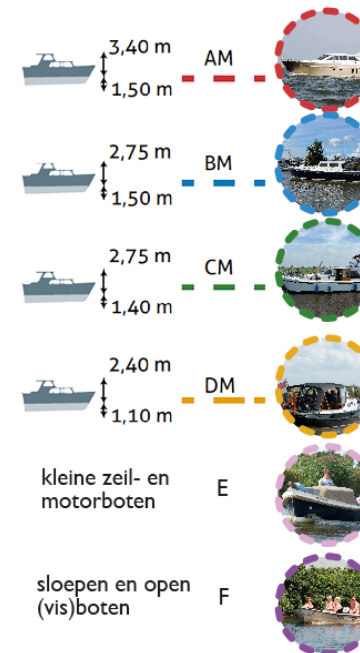 3,40 m
AM
1,50 m
2,75 m
BM
1,50 m
2,75 m
CM
1,40 m
2,40 m
DM
1,10 m
kleine zeil- en
motorboten
E
sloepen en open
(vis)boten
F